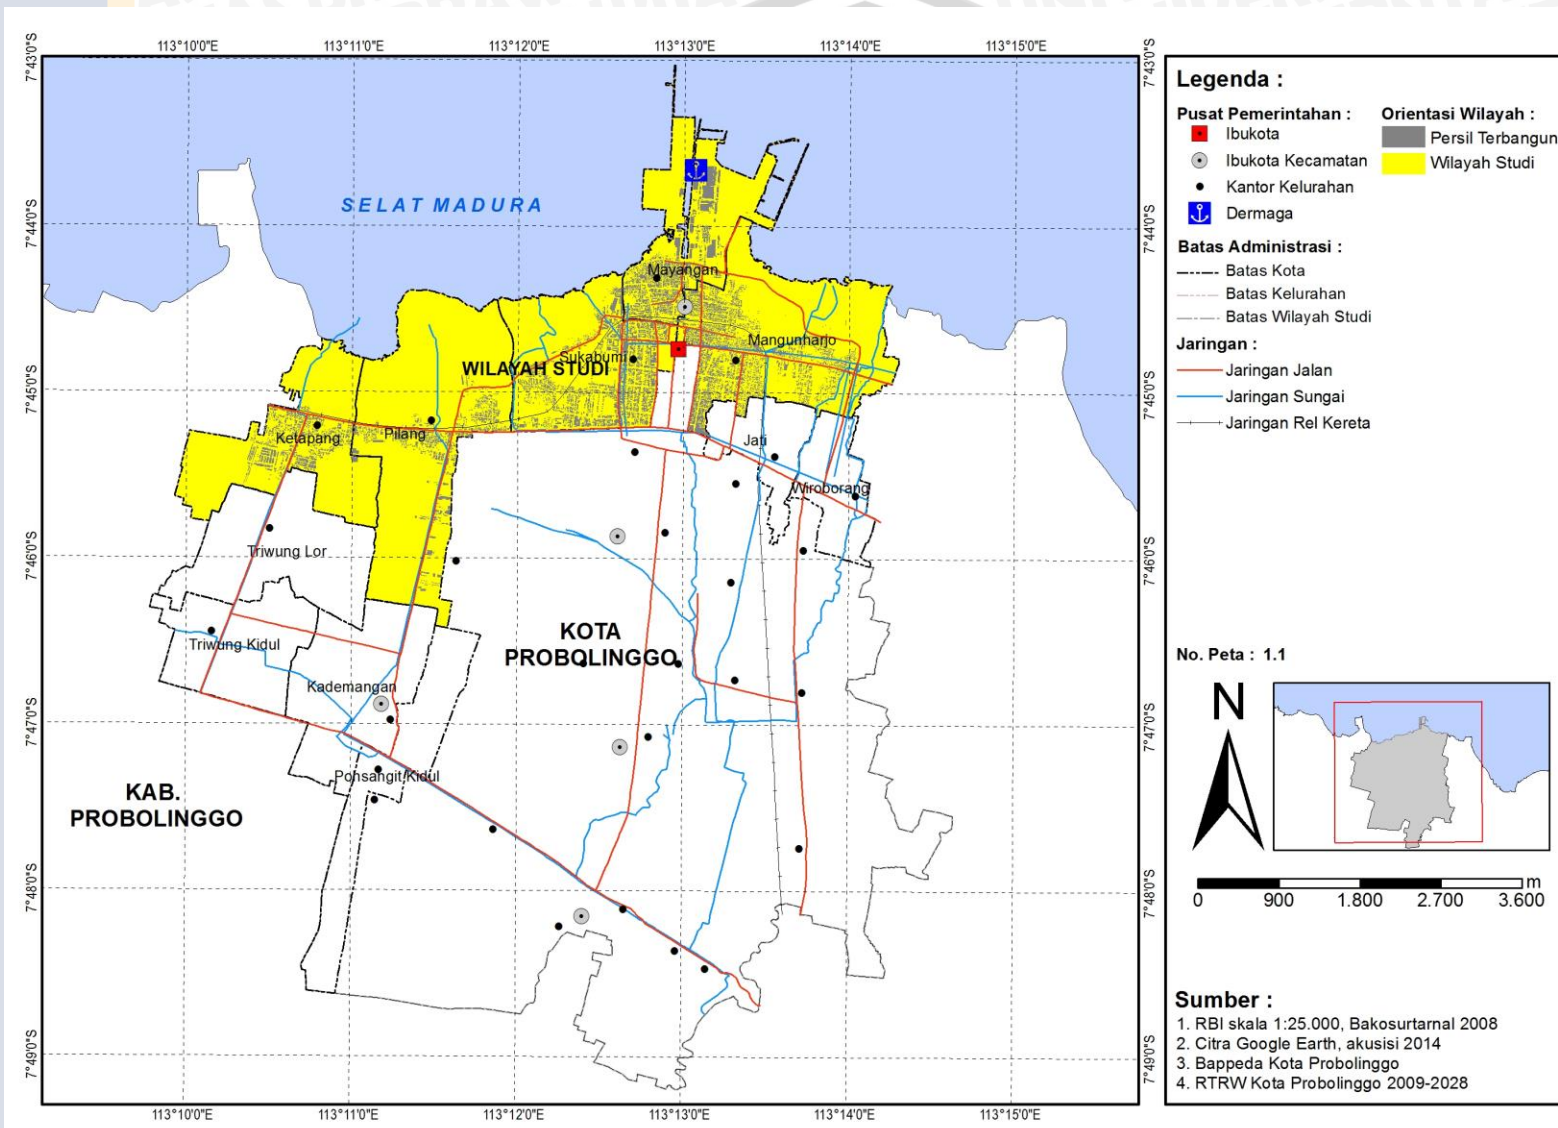 113°10'0"E 113°11'0"E 113°12'0"E 113°13'0"E 113°14'0"E 113°15'0"E
7°43'0"S 7°43'0"S
SELAT MADURA
7°44'0"S 7°44'0"S
Mayangan
Mangunharjo
Sukabumi
WILAYAH STUDI
7°45'0"S 7°45'0"S
Ketapang
Pilang
Jati
Wiroborang
Triwung Lor
7°46'0"S 7°46'0"S
KOTA
PROBOLINGGO
Triwung Kidul
Kademangan
7°47'0"S 7°47'0"S
Pohsangit Kidul
KAB.
PROBOLINGGO
7°48'0"S 7°48'0"S
7°49'0"S 7°49'0"S
113°10'0"E 113°11'0"E 113°12'0"E 113°13'0"E 113°14'0"E 113°15'0"E
Legenda :
Pusat Pemerintahan :
Ibukota
Ibukota Kecamatan
Kantor Kelurahan
Dermaga
Orientasi Wilayah :
Persil Terbangun
Wilayah Studi
Batas Administrasi :
Batas Kota
Batas Kelurahan
Batas Wilayah Studi
Jaringan :
Jaringan Jalan
Jaringan Sungai
Jaringan Rel Kereta
No. Peta : 1.1
N
m
0 900 1.800 2.700 3.600
Sumber :
1. RBI skala 1:25.000, Bakosurtarnal 2008
2. Citra Google Earth, akusisi 2014
3. Bappeda Kota Probolinggo
4. RTRW Kota Probolinggo 2009-2028